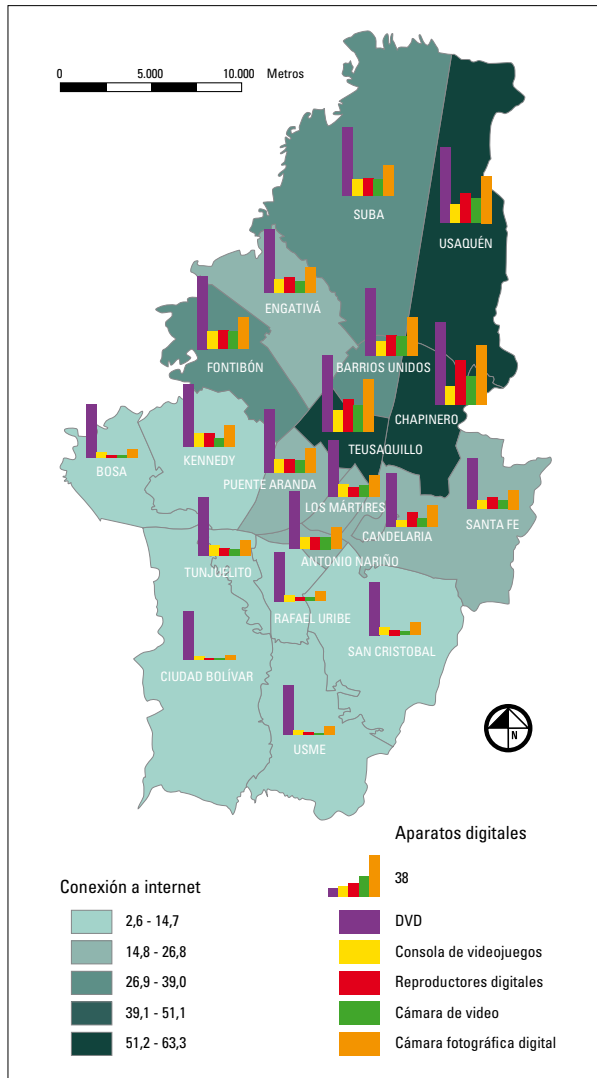 0 5.000 10.000 Metros
SUBA
USAQUÉN
ENGATIVÁ
FONTIBÓN
BARRIOS UNIDOS
CHAPINERO
TEUSAQUILLO
KENNEDY
BOSA
PUENTE ARANDA
LOS MÁRTIRES
SANTA FE
CANDELARIA
ANTONIO NARIÑO
TUNJUELITO
RAFAEL URIBE
SAN CRISTOBAL
CIUDAD BOLÍVAR
USME
N
Aparatos digitales
38
Conexión a internet
2,6 - 14,7
14,8 - 26,8
26,9 - 39,0
39,1 - 51,1
51,2 - 63,3
DVD
Consola de videojuegos
Reproductores digitales
Cámara de video
Cámara fotográfica digital